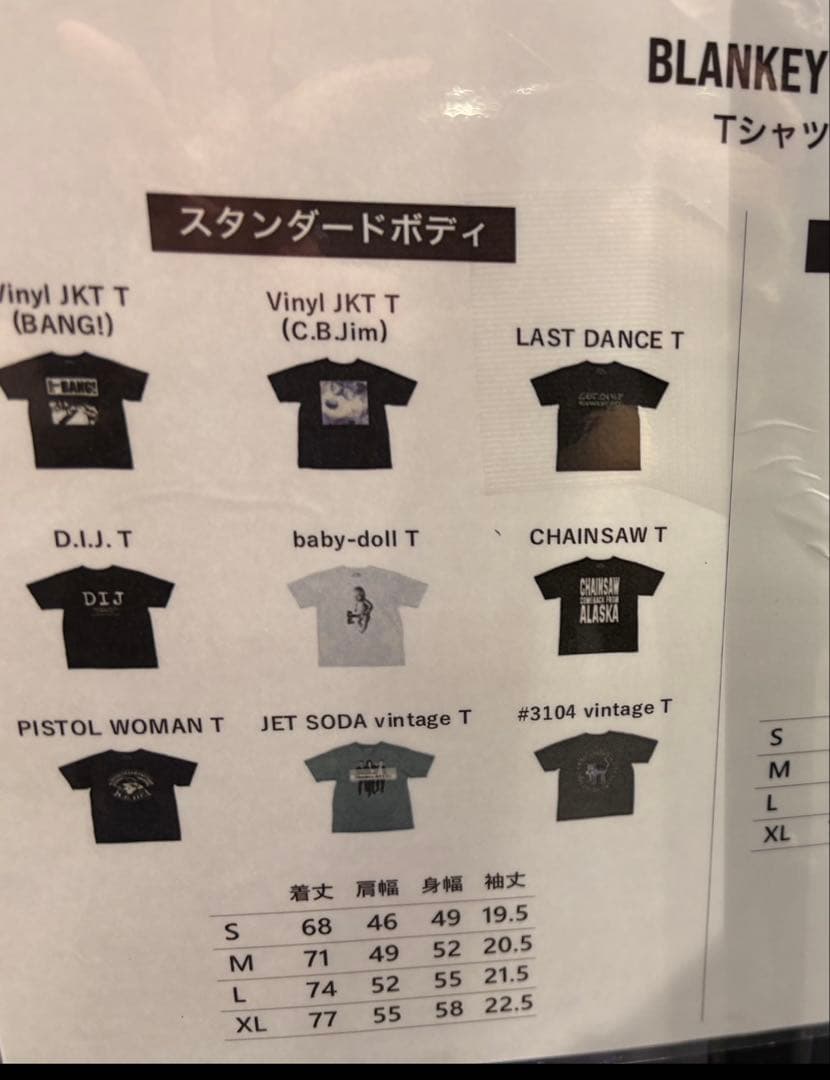 BLANKEY
Tシャツ
スタンダードボディ
Vinyl JKT T
(BANG!)
Vinyl JKT T
(C.B.Jim)
LAST DANCE T
BANG!
D.I.J. T
baby-doll T
CHAINSAW T
DIJ
CHAINSAW
COMEBACK FROM
ALASKA
PISTOL WOMAN T
JET SODA vintage T
#3104 vintage T
着丈 肩幅 身幅 袖丈
S 68 46 49 19.5
M 71 49 52 20.5
L 74 52 55 21.5
XL 77 55 58 22.5
S
M
L
XL